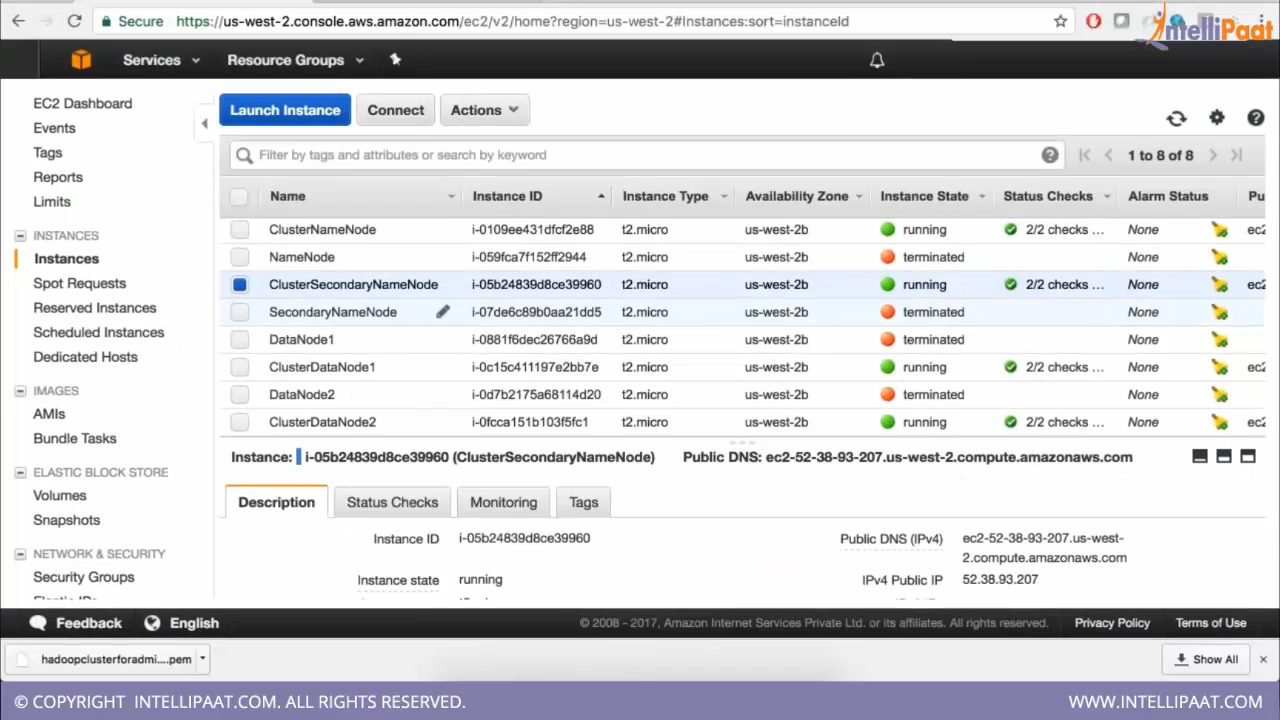 Secure https://us-west-2.console.aws.amazon.com/ec2/v2/home?region=us-west-2#Instances:sort=instanceId
IntelliPaat
Services Resource Groups
EC2 Dashboard
Events
Tags
Reports
Limits
INSTANCES
Instances
Spot Requests
Reserved Instances
Scheduled Instances
Dedicated Hosts
IMAGES
AMIs
Bundle Tasks
ELASTIC BLOCK STORE
Volumes
Snapshots
NETWORK & SECURITY
Security Groups
Launch Instance Connect Actions
Filter by tags and attributes or search by keyword
1 to 8 of 8
Name Instance ID Instance Type Availability Zone Instance State Status Checks Alarm Status Pu
ClusterNameNode i-0109ee431dfcf2e88 t2.micro us-west-2b running 2/2 checks ... None ec2
NameNode i-059fca7f152ff2944 t2.micro us-west-2b terminated None
ClusterSecondaryNameNode i-05b24839d8ce39960 t2.micro us-west-2b running 2/2 checks ... None ec2
SecondaryNameNode i-07de6c89b0aa21dd5 t2.micro us-west-2b terminated None
DataNode1 i-0881f6dec26766a9d t2.micro us-west-2b terminated None
ClusterDataNode1 i-0c15c411197e2bb7e t2.micro us-west-2b running 2/2 checks ... None ec2
DataNode2 i-0d7b2175a68114d20 t2.micro us-west-2b terminated None
ClusterDataNode2 i-0fcca151b103f5fc1 t2.micro us-west-2b running 2/2 checks ... None ec2
Instance: i-05b24839d8ce39960 (ClusterSecondaryNameNode) Public DNS: ec2-52-38-93-207.us-west-2.compute.amazonaws.com
Description Status Checks Monitoring Tags
Instance ID i-05b24839d8ce39960 Public DNS (IPv4) ec2-52-38-93-207.us-west-
2.compute.amazonaws.com
Instance state running IPv4 Public IP 52.38.93.207
Feedback English © 2008 - 2017, Amazon Internet Services Private Ltd. or its affiliates. All rights reserved. Privacy Policy Terms of Use
hadoopclusterforadmi....pem Show All
© COPYRIGHT INTELLIPAAT.COM. ALL RIGHTS RESERVED. WWW.INTELLIPAAT.COM